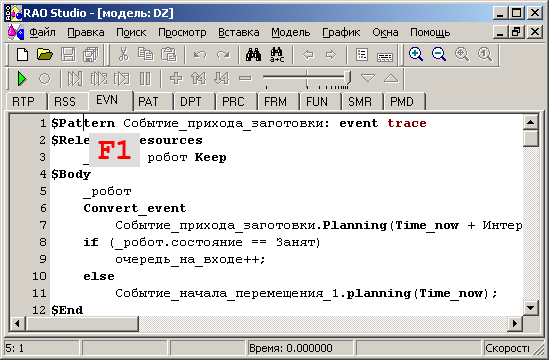 RAO Studio - [модель: DZ]
Файл Правка Поиск Просмотр Вставка Модель График Окна Помощь
RTP RSS EVN PAT DPT PRC FRM FUN SMR PMD
1 $Pattern Событие_прихода_заготовки: event trace
2 $Rele esources
3 _ робот Keep
4 $Body
5 _робот
6 Convert_event
7 Событие_прихода_заготовки.Planning(Time_now + Интер
8 if (_робот.состояние == Занят)
9 очередь_на_входе++;
10 else
11 Событие_начала_перемещения_1.planning(Time_now);
12 $End
F1
5: 1 Время: 0.000000 Скорость